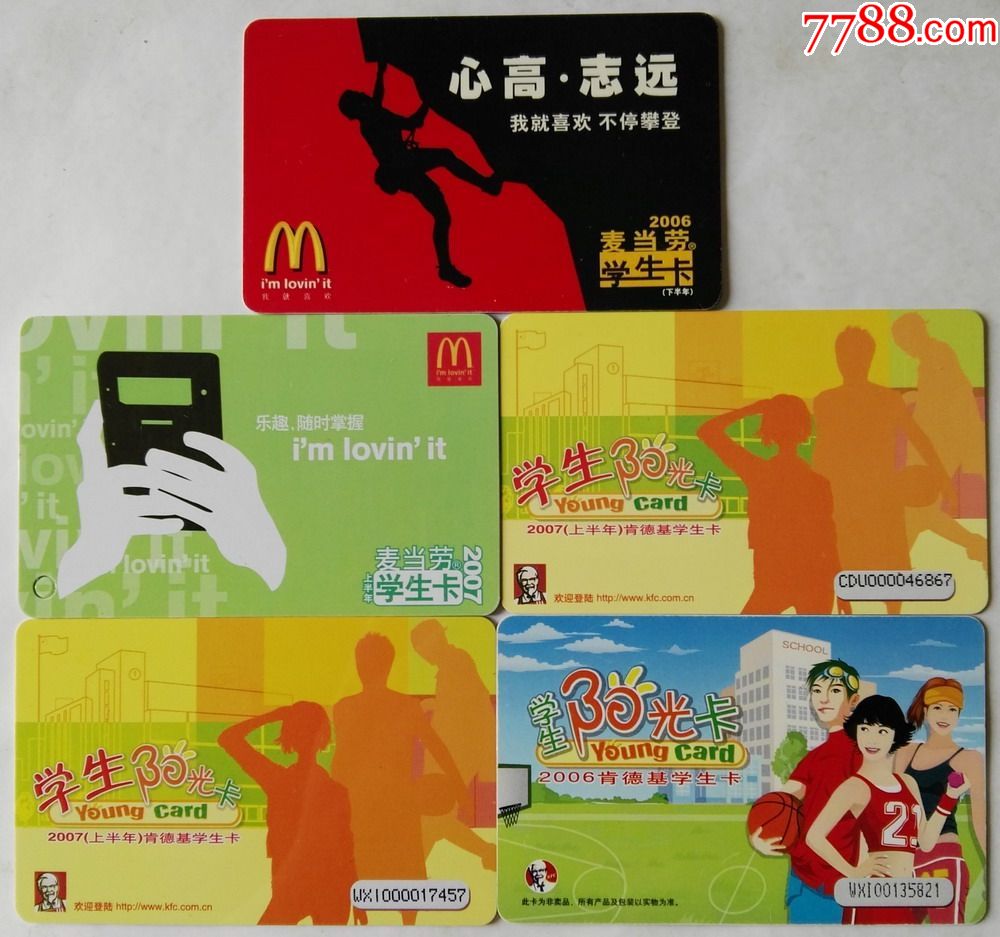 7788.com
心高·志远
我就喜欢 不停攀登
i'm lovin' it
我就喜欢
2006
麦当劳®
学生卡
(下半年)
ovin' it
i'm lovin' it
乐趣、随时掌握
i'm lovin' it
lovin' it
麦当劳®
上半年
学生卡
2007
学生阳光卡
Young Card
2007(上半年)肯德基学生卡
欢迎登陆 http://www.kfc.com.cn
CDU000046867
学生阳光卡
Young Card
2007(上半年)肯德基学生卡
欢迎登陆 http://www.kfc.com.cn
WXI000017457
SCHOOL
学生阳光卡
Young Card
2006肯德基学生卡
21
KFC
此卡为非卖品。所有产品及包装以实物为准。
WXI00135821